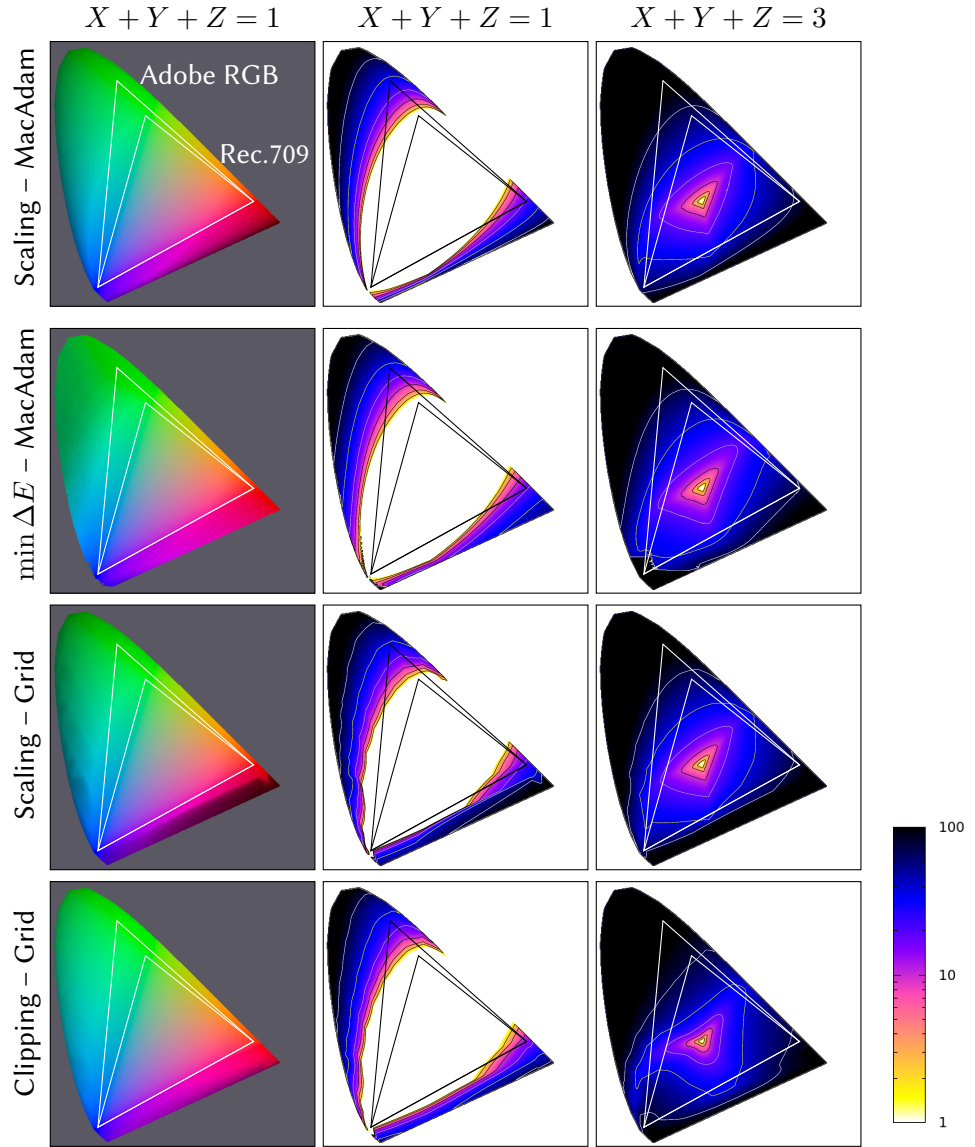 X + Y + Z = 1
X + Y + Z = 1
X + Y + Z = 3
Scaling – MacAdam
Adobe RGB
Rec.709
min ΔE – MacAdam
Scaling – Grid
Clipping – Grid
100
10
1